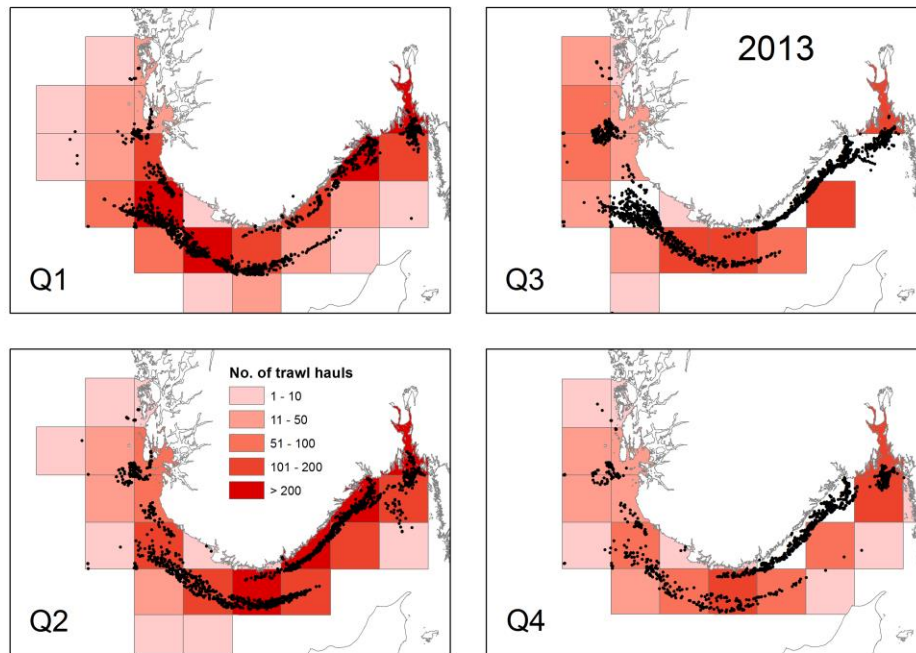 Q1
2013
Q3
No. of trawl hauls
1 - 10
11 - 50
51 - 100
101 - 200
> 200
Q2
Q4